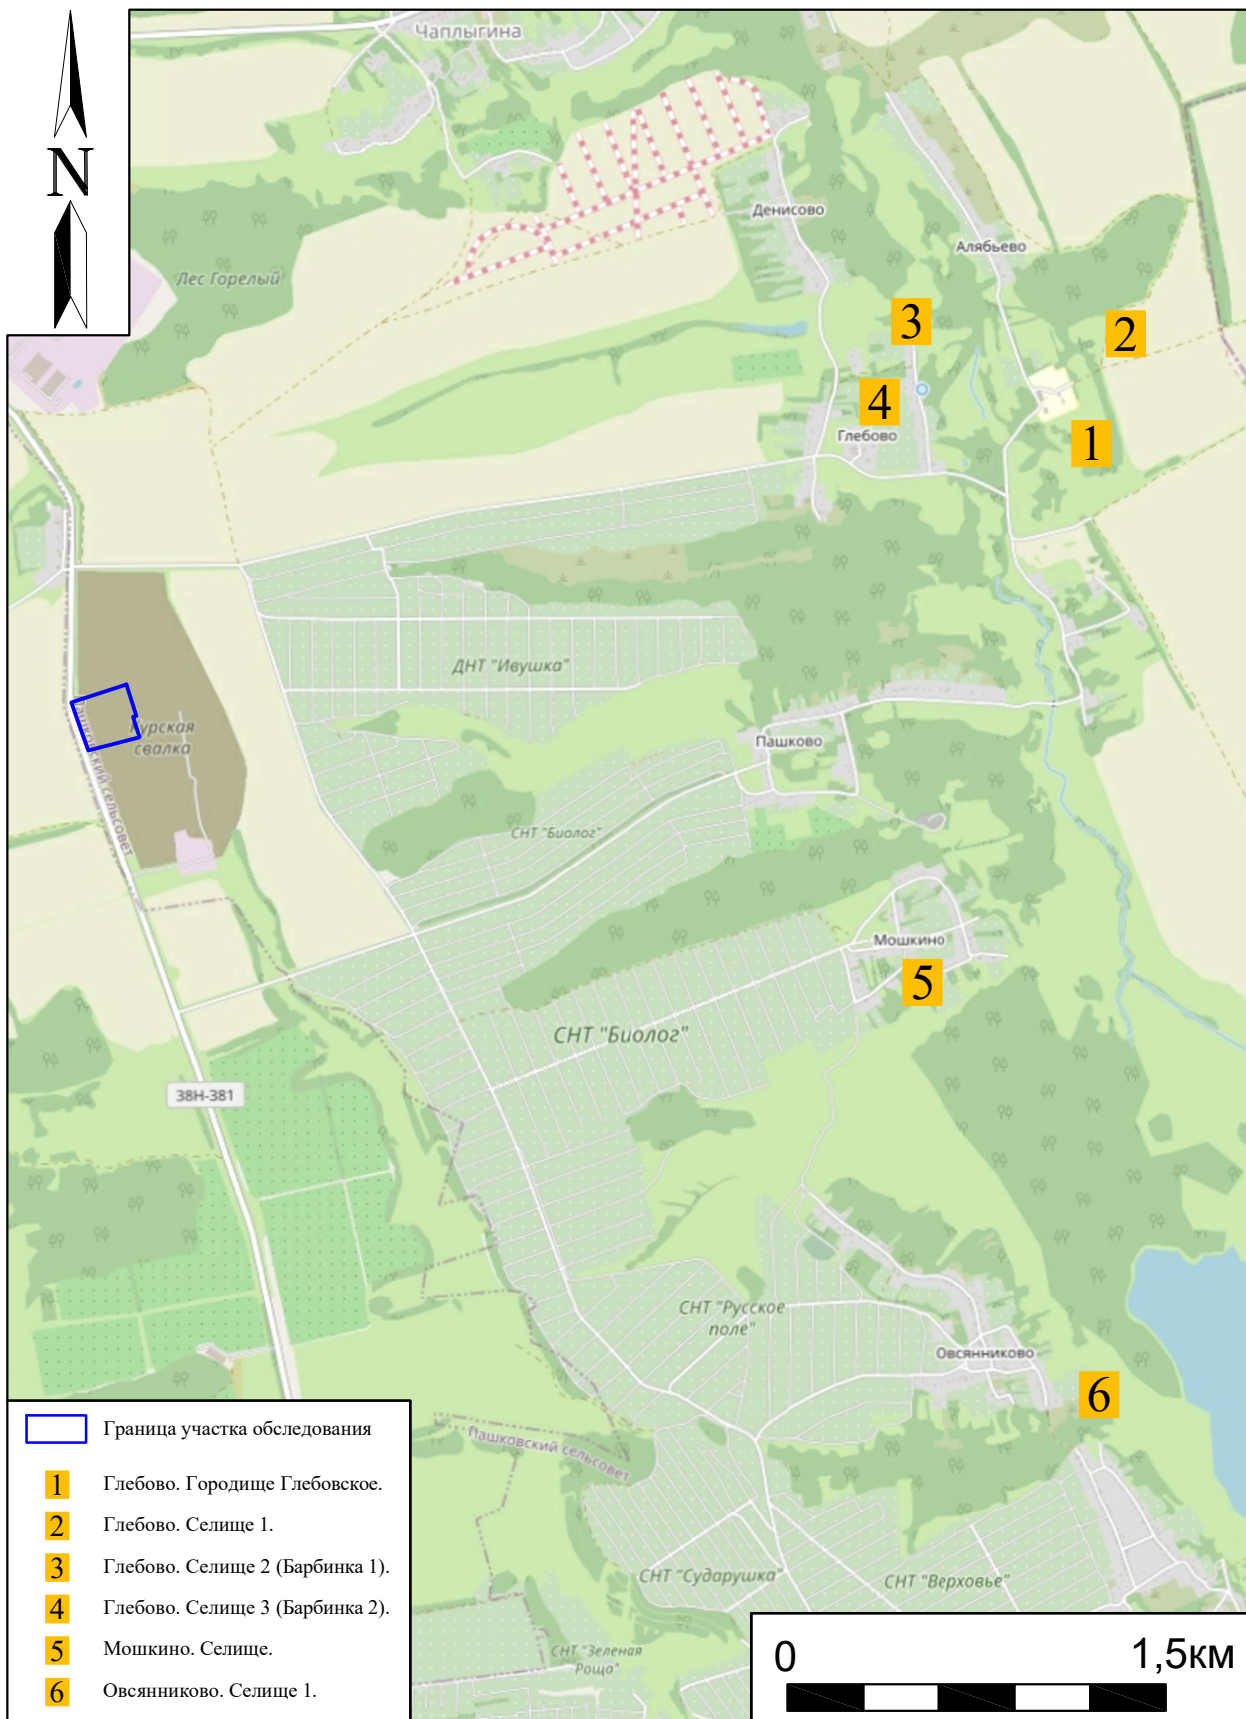 Чаплыгина
N
Денисово
Алябьево
Лес Горелый
3
2
4
Глебово
1
ДНТ "Ивушка"
Курская
свалка
Пашковский сельсовет
Пашково
СНТ "Биолог"
Мошкино
5
СНТ "Биолог"
38Н-381
СНТ "Русское
поле"
Овсянниково
6
Пашковский сельсовет
СНТ "Сударушка"
СНТ "Верховье"
СНТ "Зеленая
Роща"
Граница участка обследования
1 Глебово. Городище Глебовское.
2 Глебово. Селище 1.
3 Глебово. Селище 2 (Барбинка 1).
4 Глебово. Селище 3 (Барбинка 2).
5 Мошкино. Селище.
6 Овсянниково. Селище 1.
0 1,5км